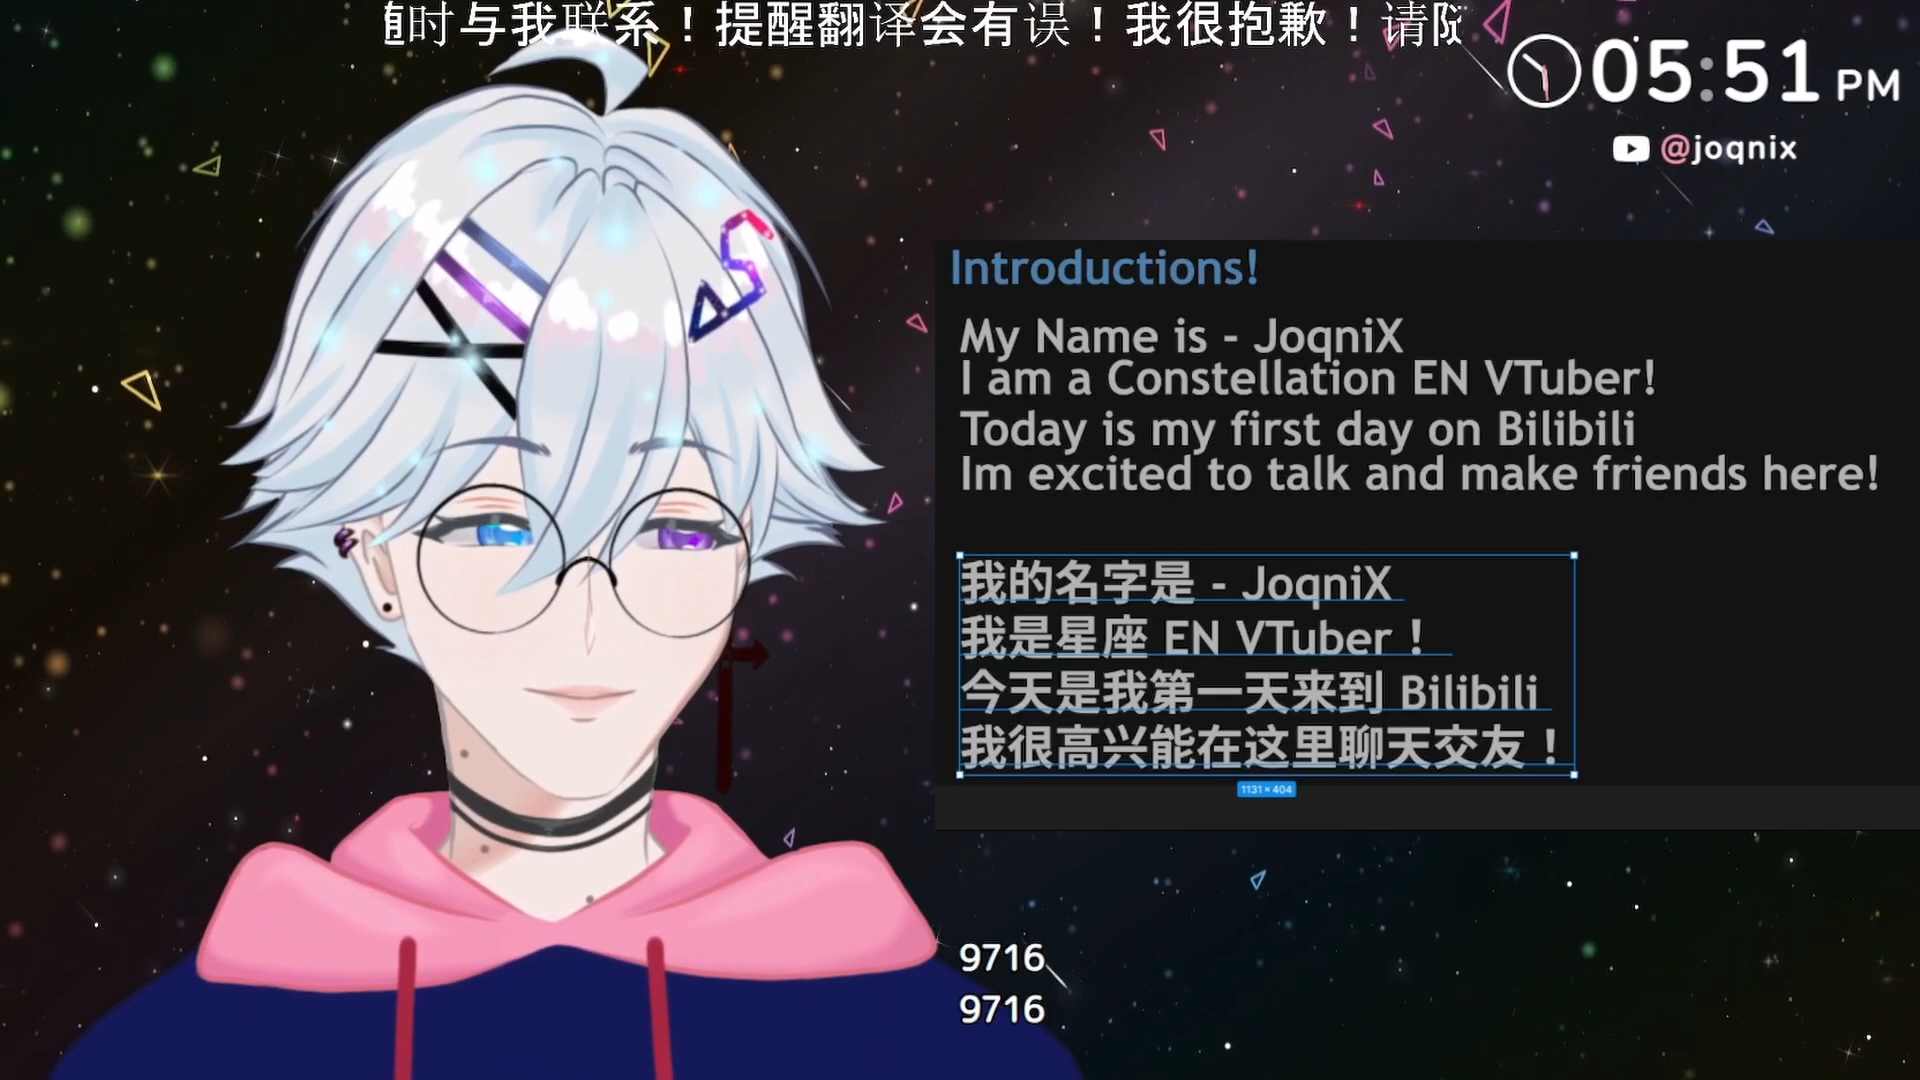 时与我联系！提醒翻译会有误！我很抱歉！请
05:51 PM
@joqnix
Introductions!
My Name is - JoqniX
I am a Constellation EN VTuber!
Today is my first day on Bilibili
Im excited to talk and make friends here!
我的名字是 - JoqniX
我是星座 EN VTuber！
今天是我第一天来到 Bilibili
我很高兴能在这里聊天交友！
1131 × 404
9716
9716